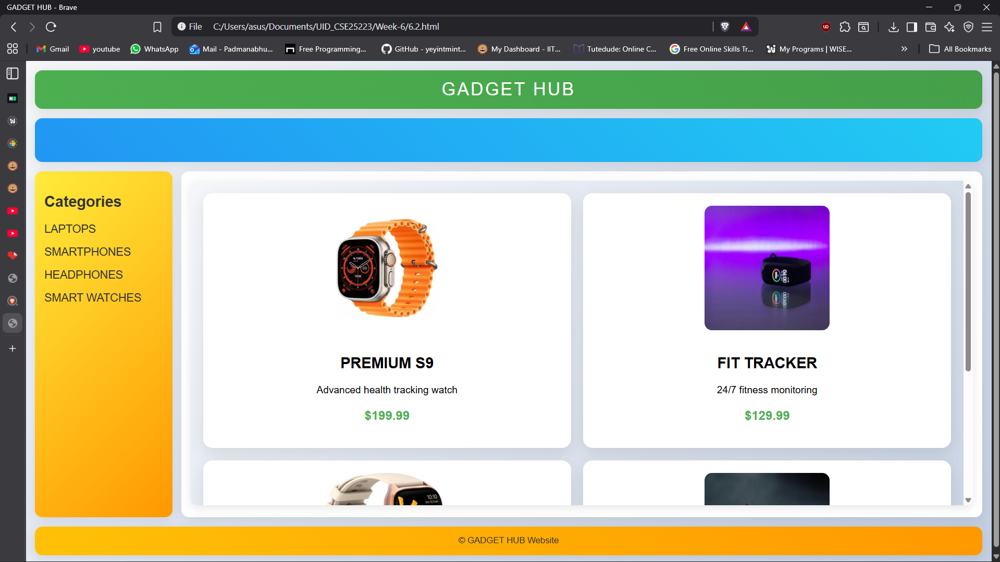 GADGET HUB - Brave
File C:/Users/asus/Documents/UID_CSE25223/Week-6/6.2.html
Gmail youtube WhatsApp Mail - Padmanabhu... Free Programming... GitHub - yeyintmint... My Dashboard - IIT... Tutedude: Online C... Free Online Skills Tr... My Programs | WISE... » All Bookmarks
GADGET HUB
Categories
LAPTOPS
SMARTPHONES
HEADPHONES
SMART WATCHES
PREMIUM S9
Advanced health tracking watch
$199.99
FIT TRACKER
24/7 fitness monitoring
$129.99
10:10
© GADGET HUB Website